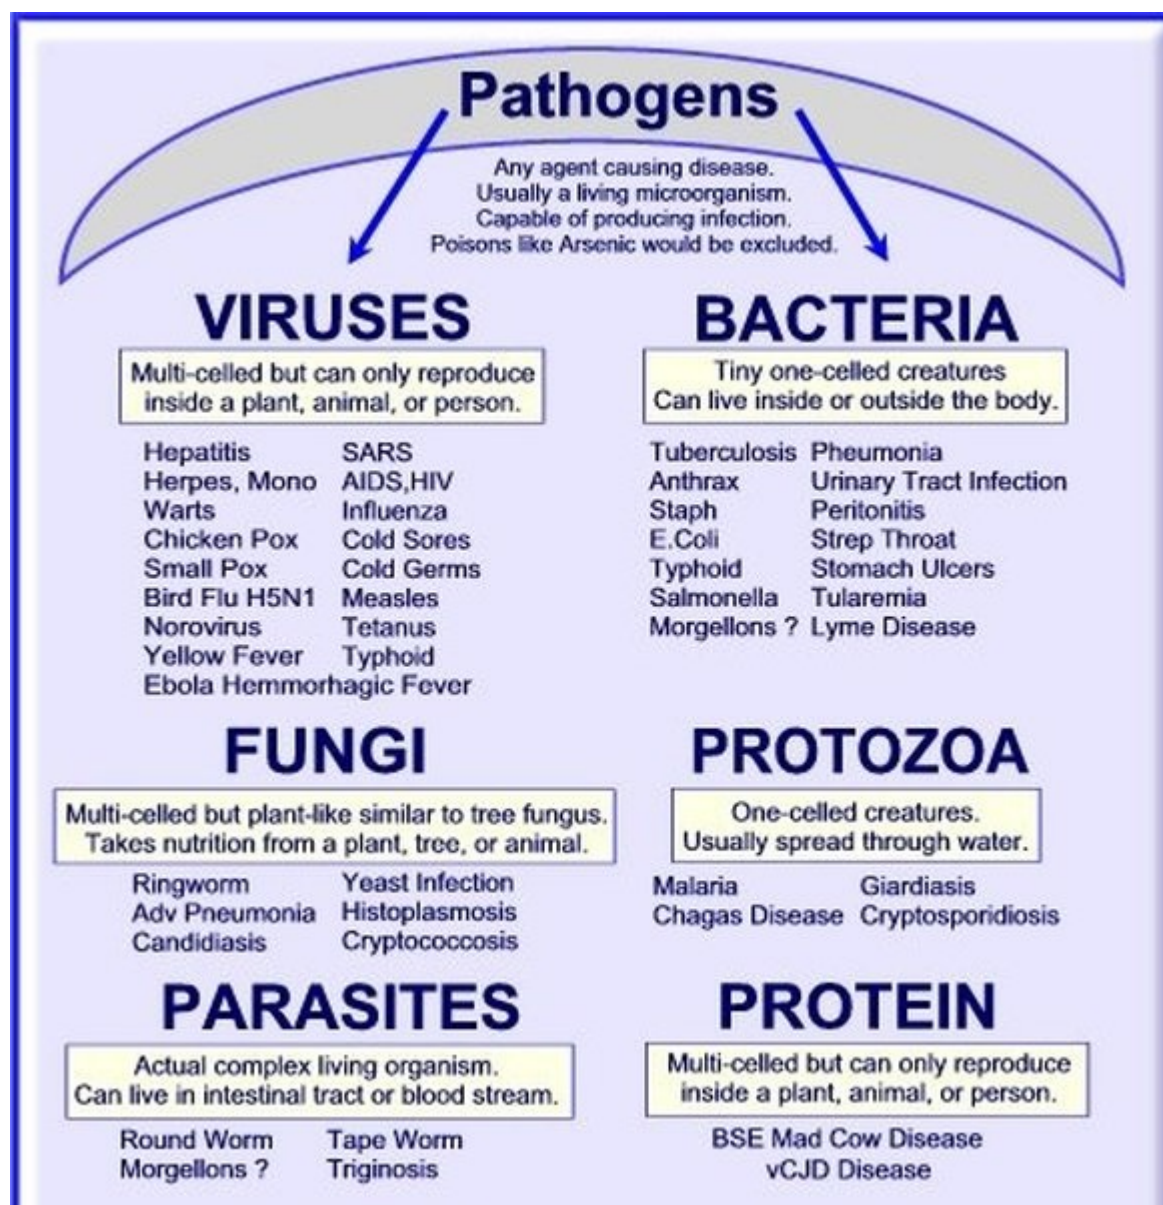 Pathogens
Any agent causing disease.
Usually a living microorganism.
Capable of producing infection.
Poisons like Arsenic would be excluded.
VIRUSES
Multi-celled but can only reproduce
inside a plant, animal, or person.
Hepatitis SARS
Herpes, Mono AIDS,HIV
Warts Influenza
Chicken Pox Cold Sores
Small Pox Cold Germs
Bird Flu H5N1 Measles
Norovirus Tetanus
Yellow Fever Typhoid
Ebola Hemmorhagic Fever
BACTERIA
Tiny one-celled creatures
Can live inside or outside the body.
Tuberculosis Pheumonia
Anthrax Urinary Tract Infection
Staph Peritonitis
E.Coli Strep Throat
Typhoid Stomach Ulcers
Salmonella Tularemia
Morgellons ? Lyme Disease
FUNGI
Multi-celled but plant-like similar to tree fungus.
Takes nutrition from a plant, tree, or animal.
Ringworm Yeast Infection
Adv Pneumonia Histoplasmosis
Candidiasis Cryptococcosis
PROTOZOA
One-celled creatures.
Usually spread through water.
Malaria Giardiasis
Chagas Disease Cryptosporidiosis
PARASITES
Actual complex living organism.
Can live in intestinal tract or blood stream.
Round Worm Tape Worm
Morgellons ? Triginosis
PROTEIN
Multi-celled but can only reproduce
inside a plant, animal, or person.
BSE Mad Cow Disease
vCJD Disease